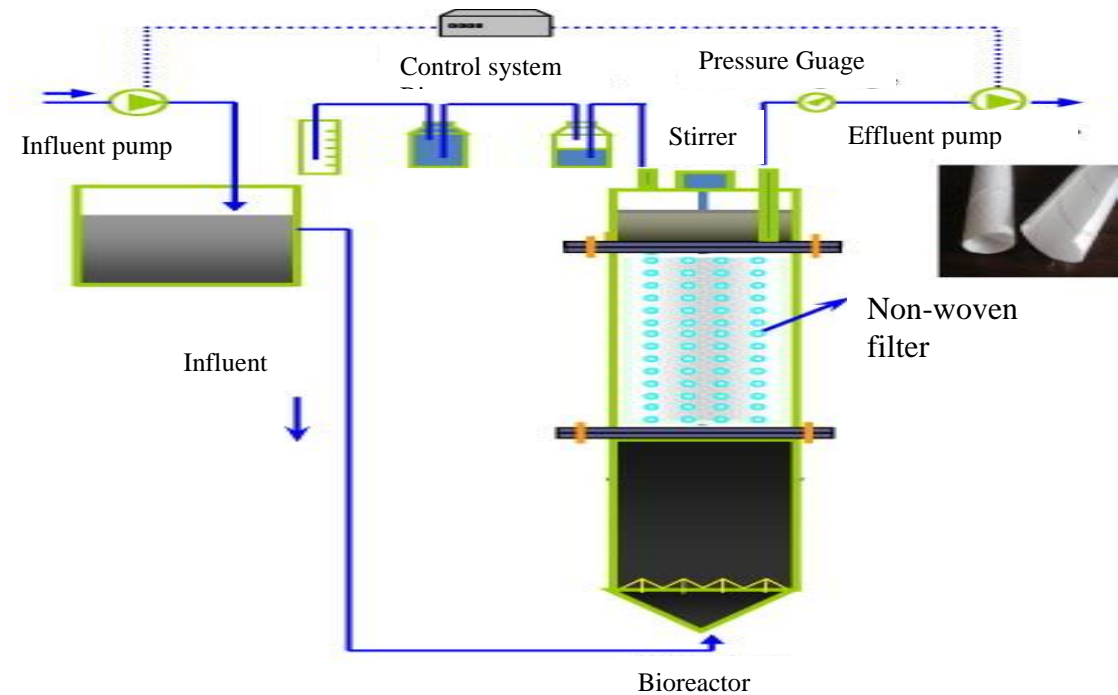 Control system
Pressure Guage
Influent pump
Stirrer
Effluent pump
Non-woven
filter
Influent
Bioreactor